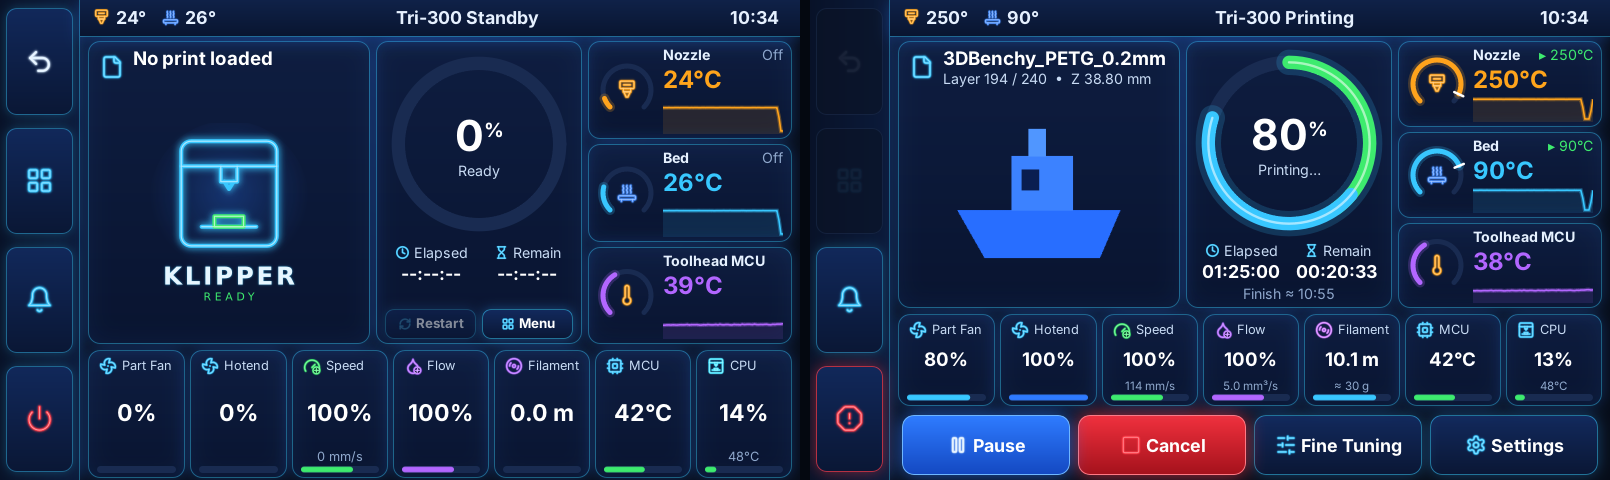 24° 26° Tri-300 Standby 10:34
No print loaded
KLIPPER
READY
0%
Ready
Elapsed Remain
--:--:-- --:--:--
Restart Menu
Nozzle Off
24°C
Bed Off
26°C
Toolhead MCU
39°C
Part Fan
0%
Hotend
0%
Speed
100%
0 mm/s
Flow
100%
Filament
0.0 m
MCU
42°C
CPU
14%
48°C
250° 90° Tri-300 Printing 10:34
3DBenchy_PETG_0.2mm
Layer 194 / 240 • Z 38.80 mm
80%
Printing...
Elapsed Remain
01:25:00 00:20:33
Finish ≈ 10:55
Nozzle ▸ 250°C
250°C
Bed ▸ 90°C
90°C
Toolhead MCU
38°C
Part Fan
80%
Hotend
100%
Speed
100%
114 mm/s
Flow
100%
5.0 mm³/s
Filament
10.1 m
≈ 30 g
MCU
42°C
CPU
13%
48°C
Pause Cancel Fine Tuning Settings